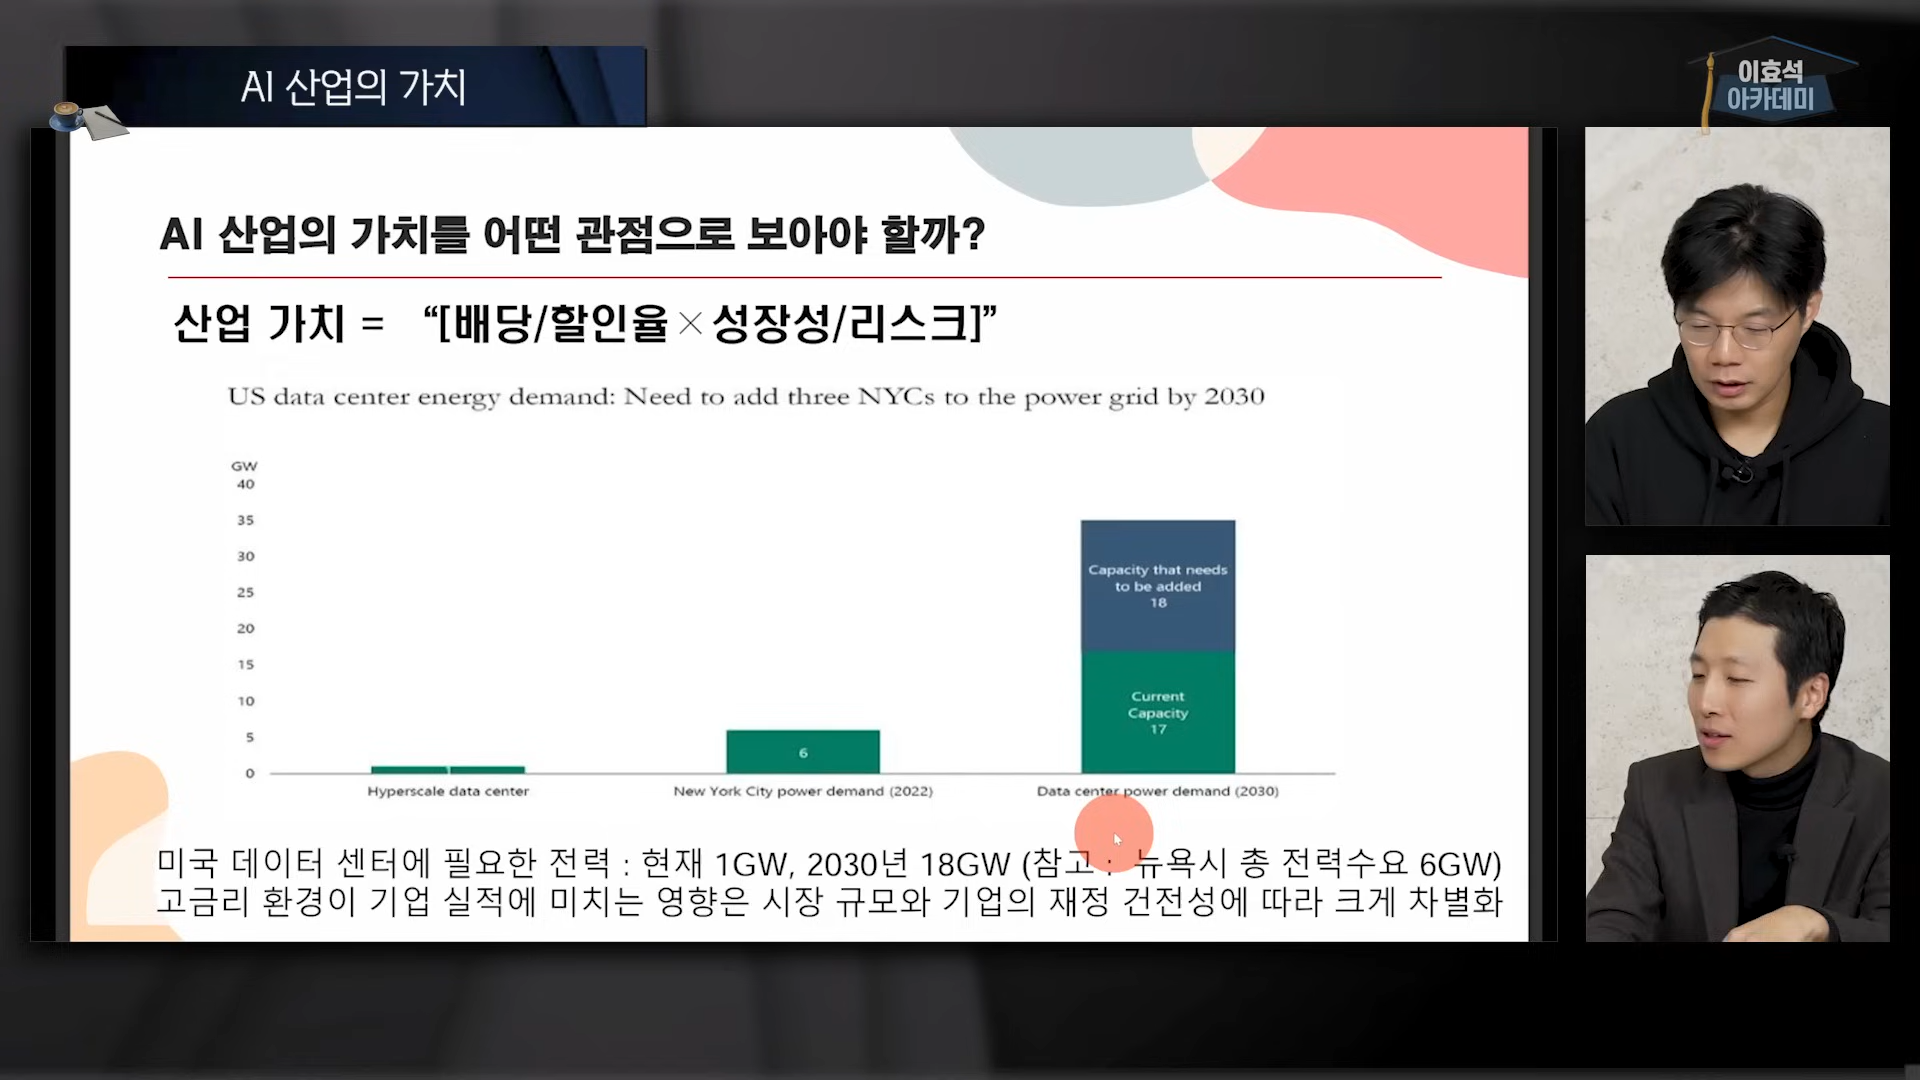 AI 산업의 가치
이효석
아카데미
AI 산업의 가치를 어떤 관점으로 보아야 할까?
산업 가치 = “[배당/할인율×성장성/리스크]”
US data center energy demand: Need to add three NYCs to the power grid by 2030
GW
40
35
30
25
20
15
10
5
0
1
6
Capacity that needs
to be added
18
Current
Capacity
17
Hyperscale data center
New York City power demand (2022)
Data center power demand (2030)
미국 데이터 센터에 필요한 전력 : 현재 1GW, 2030년 18GW (참고 : 뉴욕시 총 전력수요 6GW)
고금리 환경이 기업 실적에 미치는 영향은 시장 규모와 기업의 재정 건전성에 따라 크게 차별화